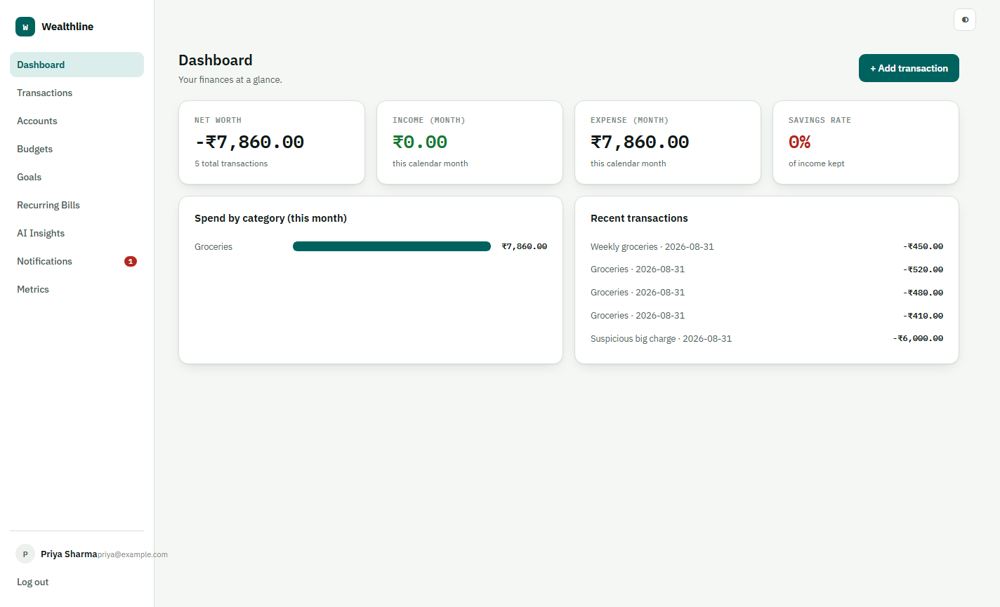 W Wealthline
Dashboard
Transactions
Accounts
Budgets
Goals
Recurring Bills
AI Insights
Notifications 1
Metrics
P Priya Sharma priya@example.com
Log out
Dashboard
Your finances at a glance.
+ Add transaction
NET WORTH
-₹7,860.00
5 total transactions
INCOME (MONTH)
₹0.00
this calendar month
EXPENSE (MONTH)
₹7,860.00
this calendar month
SAVINGS RATE
0%
of income kept
Spend by category (this month)
Groceries ₹7,860.00
Recent transactions
Weekly groceries · 2026-08-31 -₹450.00
Groceries · 2026-08-31 -₹520.00
Groceries · 2026-08-31 -₹480.00
Groceries · 2026-08-31 -₹410.00
Suspicious big charge · 2026-08-31 -₹6,000.00